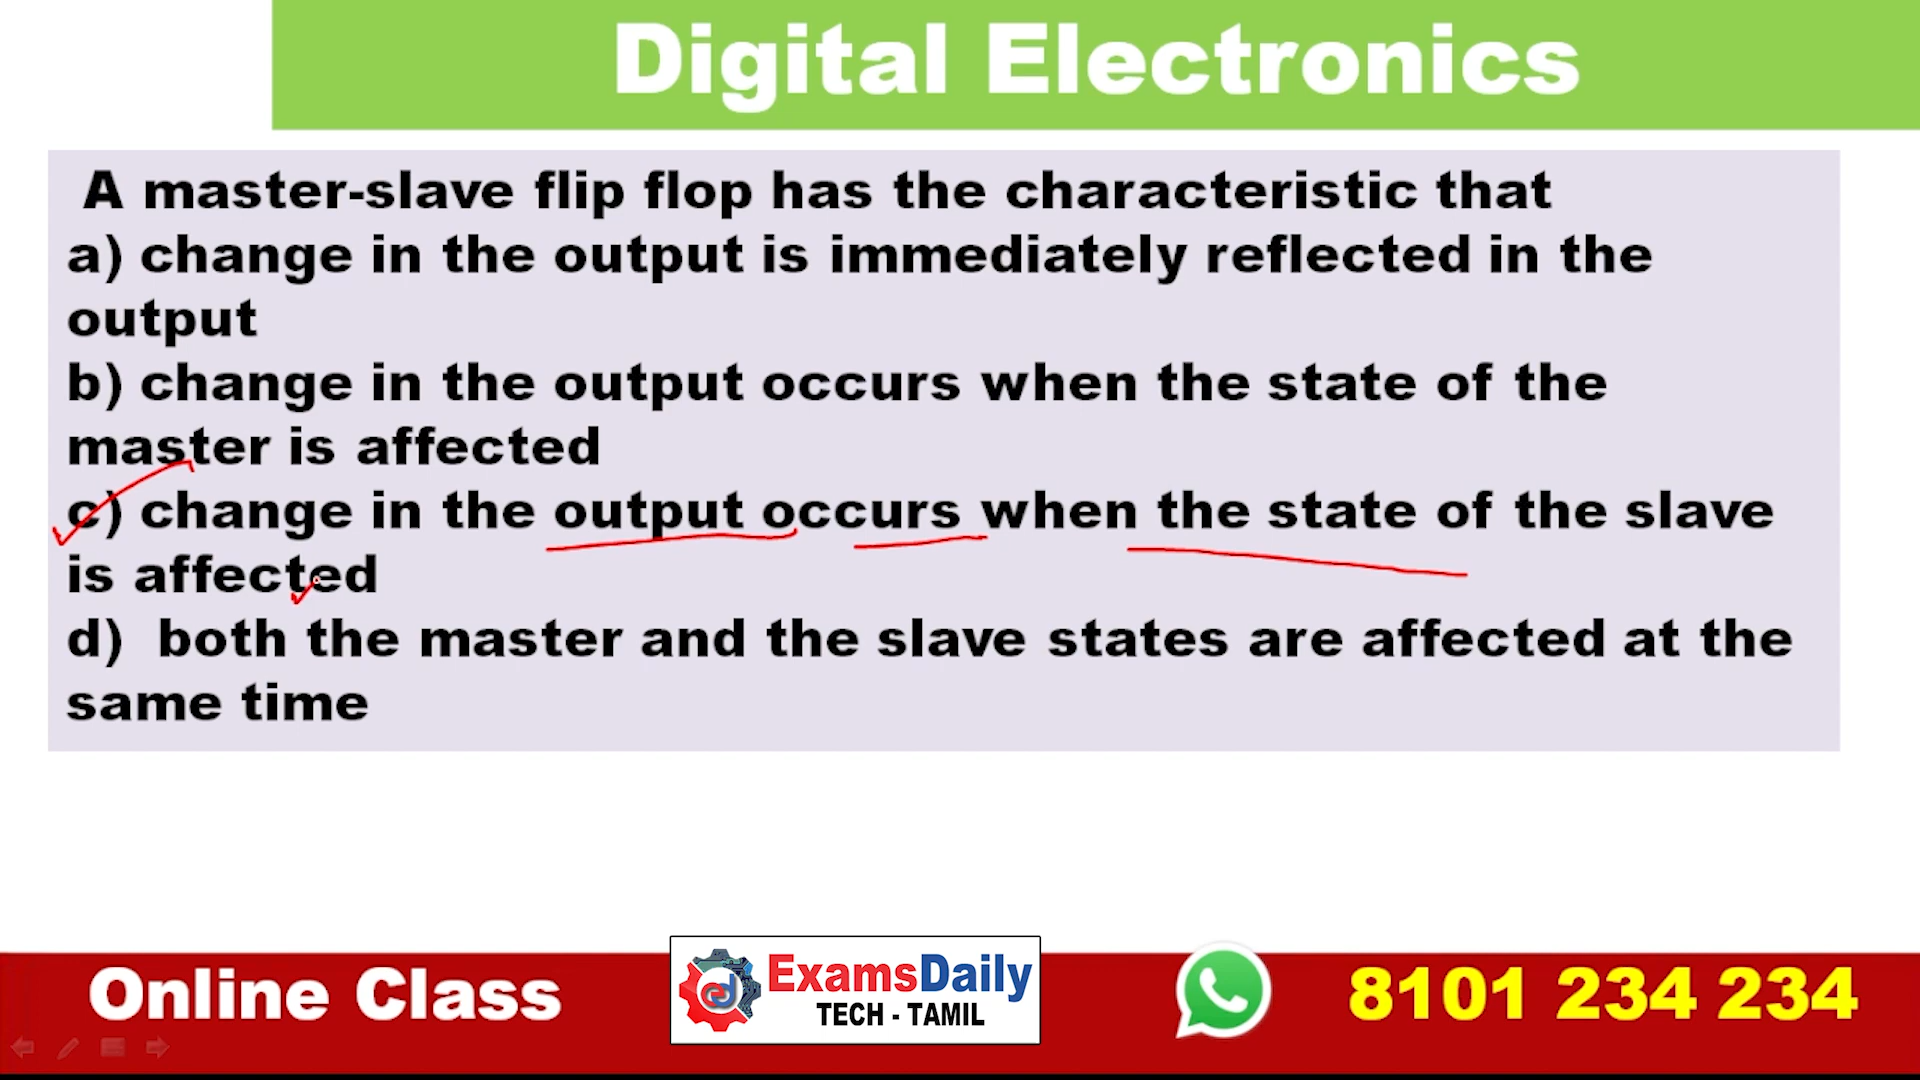 Digital Electronics
A master-slave flip flop has the characteristic that
a) change in the output is immediately reflected in the
output
b) change in the output occurs when the state of the
master is affected
c) change in the output occurs when the state of the slave
is affected
d) both the master and the slave states are affected at the
same time
Online Class
ExamsDaily
TECH - TAMIL
8101 234 234